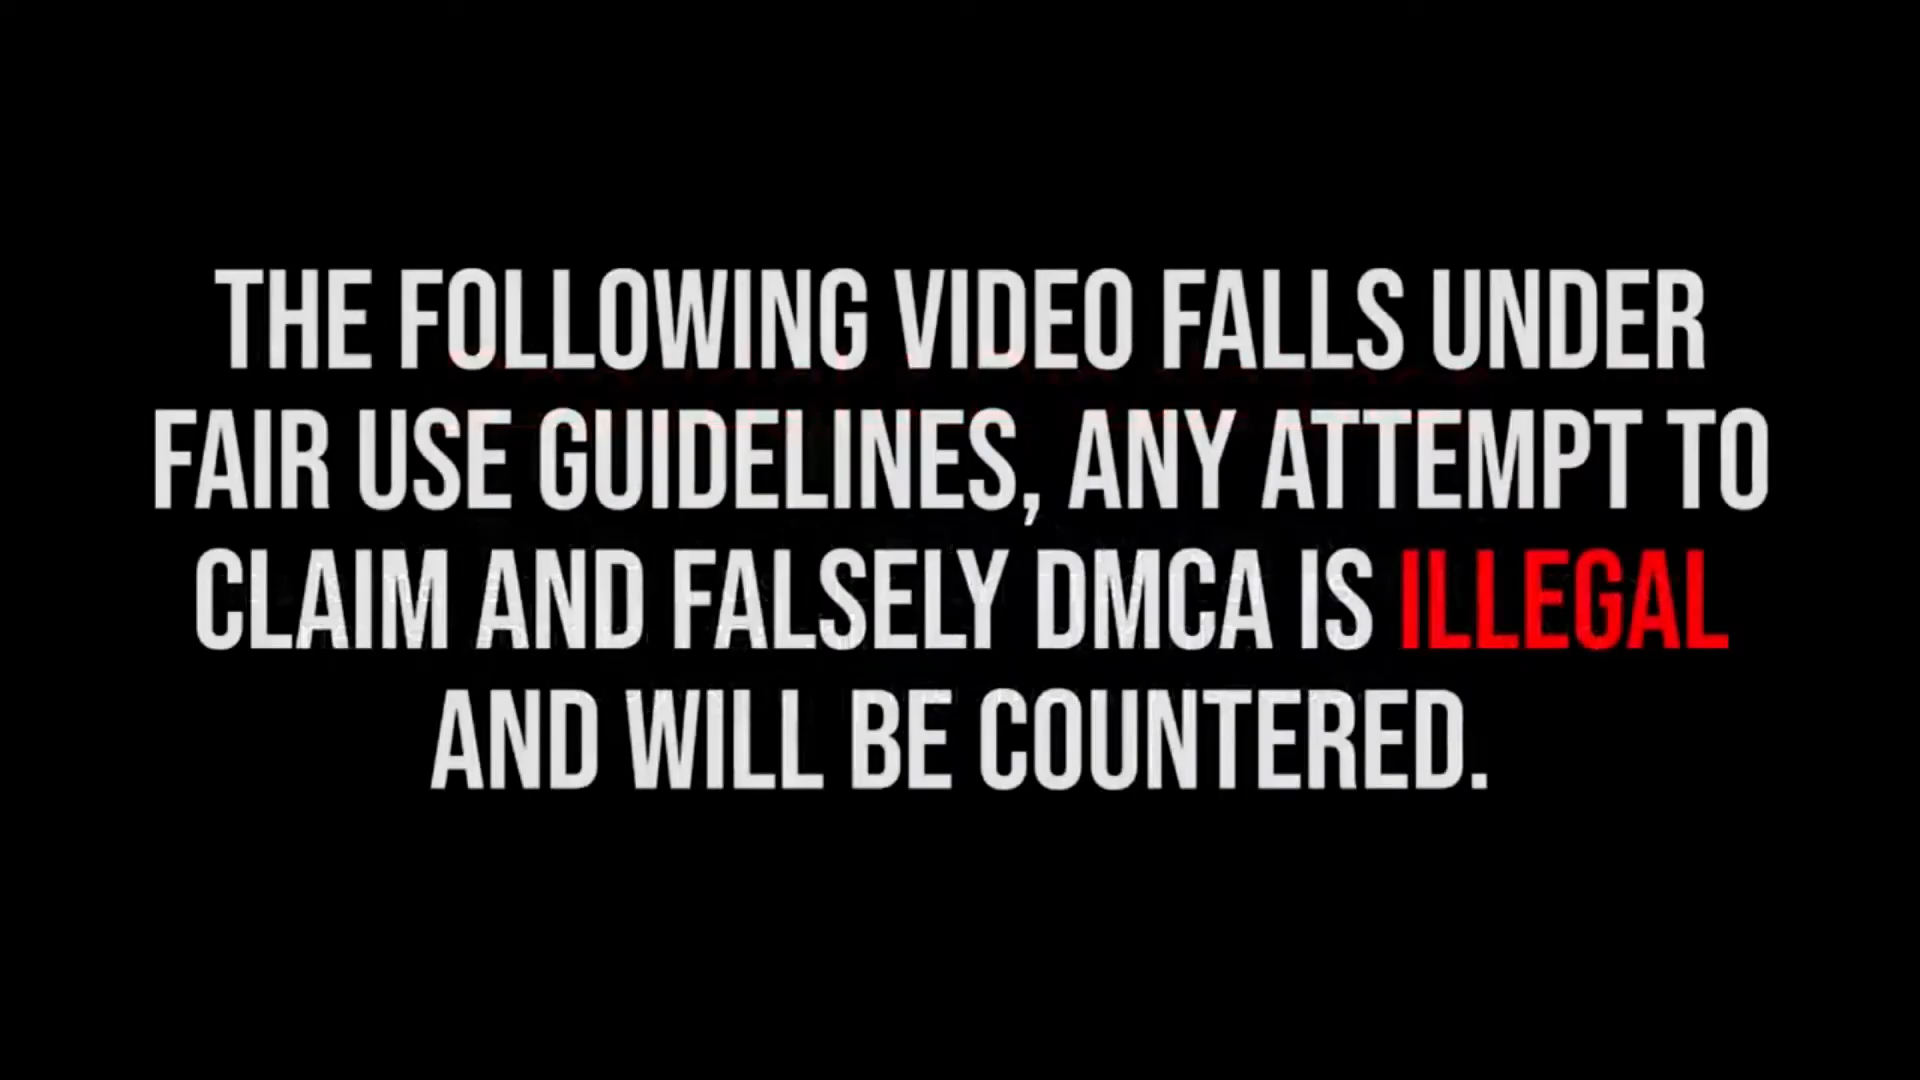 THE FOLLOWING VIDEO FALLS UNDER
FAIR USE GUIDELINES, ANY ATTEMPT TO
CLAIM AND FALSELY DMCA IS ILLEGAL
AND WILL BE COUNTERED.